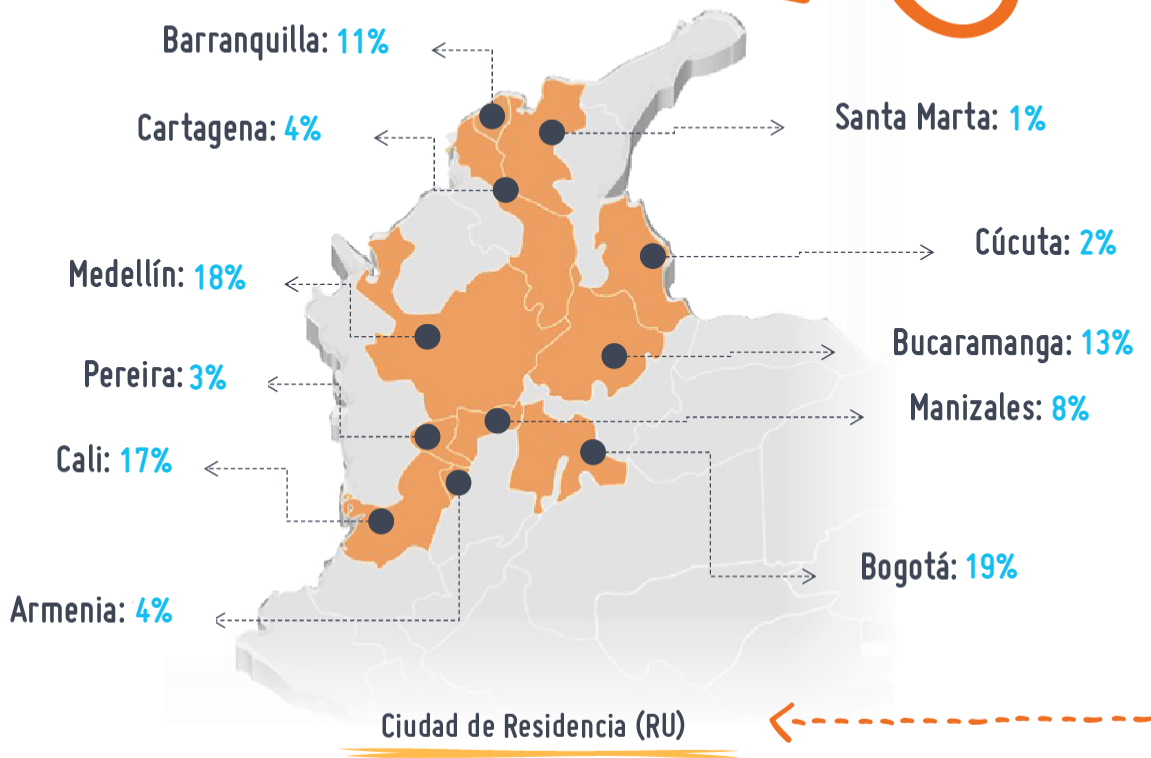 Barranquilla: 11%
Cartagena: 4%
Santa Marta: 1%
Cúcuta: 2%
Medellín: 18%
Bucaramanga: 13%
Pereira: 3%
Manizales: 8%
Cali: 17%
Bogotá: 19%
Armenia: 4%
Ciudad de Residencia (RU)